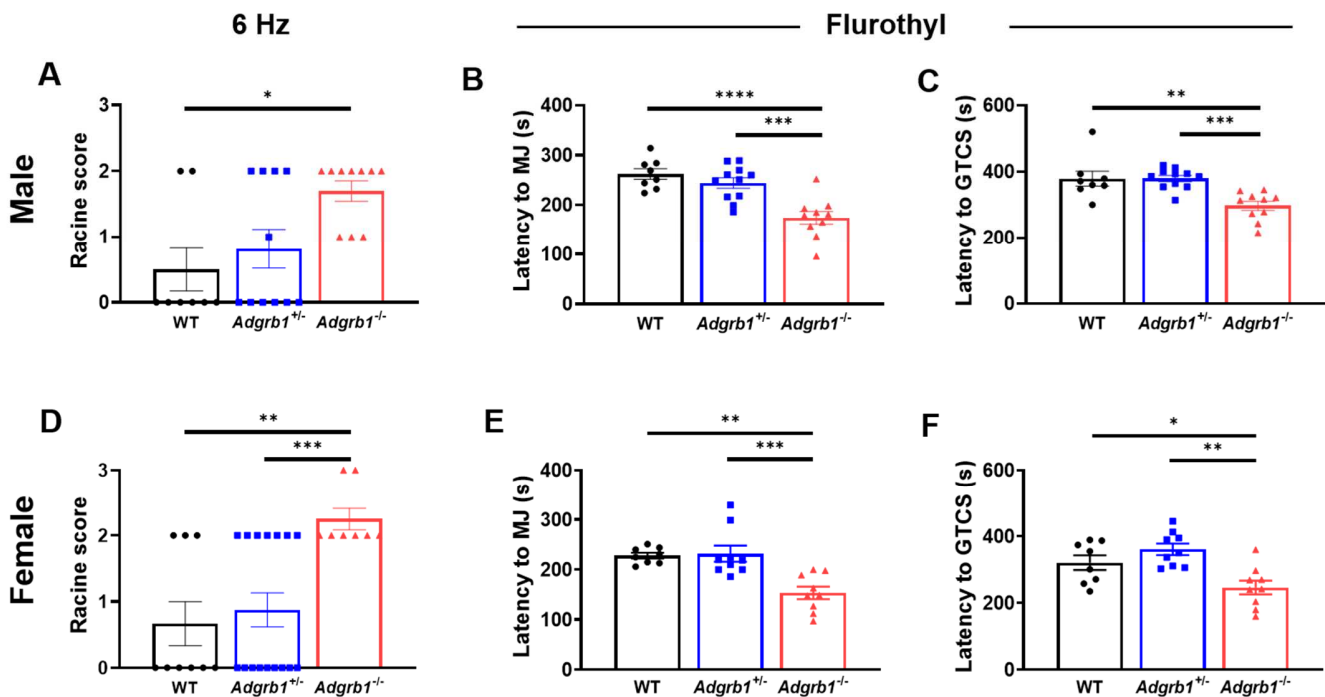 6 Hz
Flurothyl
Male
A
*
Racine score
3
2
1
0
WT
Adgrb1+/-
Adgrb1-/-
B
****
***
Latency to MJ (s)
400
300
200
100
0
WT
Adgrb1+/-
Adgrb1-/-
C
**
***
Latency to GTCS (s)
600
400
200
0
WT
Adgrb1+/-
Adgrb1-/-
Female
D
**
***
Racine score
3
2
1
0
WT
Adgrb1+/-
Adgrb1-/-
E
**
***
Latency to MJ (s)
400
300
200
100
0
WT
Adgrb1+/-
Adgrb1-/-
F
*
**
Latency to GTCS (s)
600
400
200
0
WT
Adgrb1+/-
Adgrb1-/-